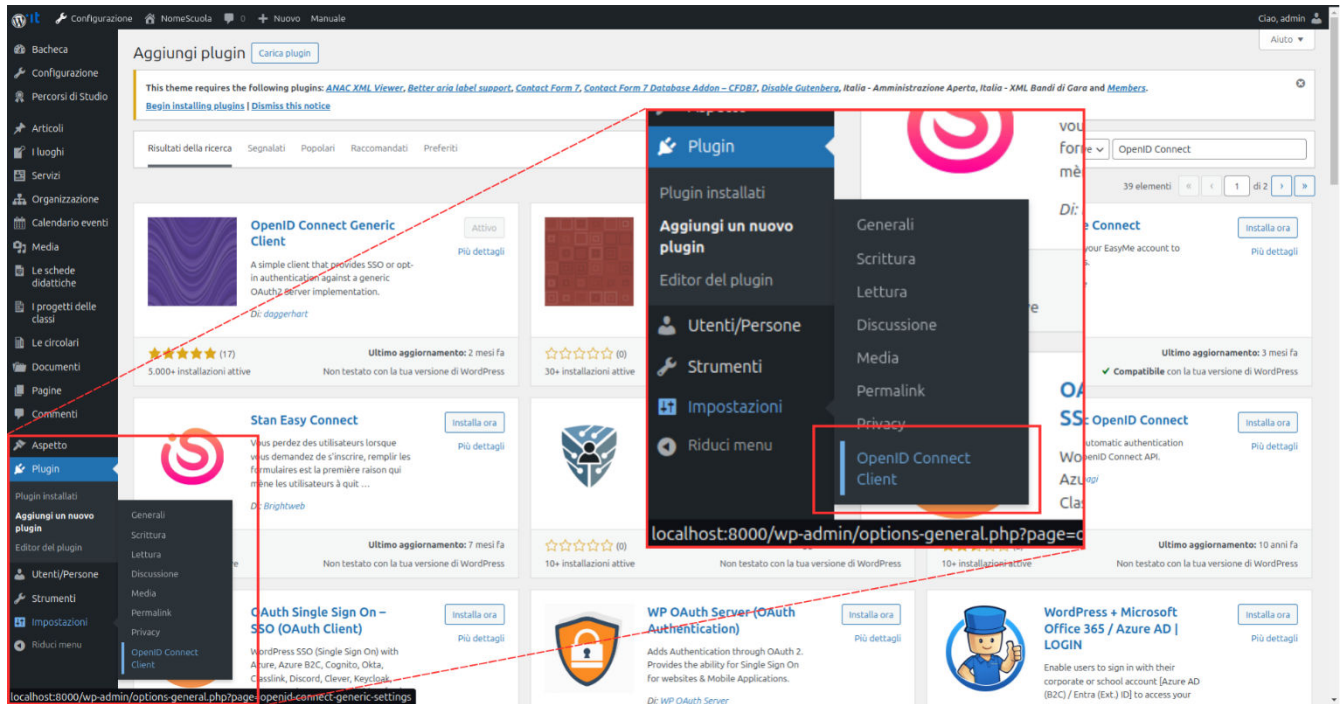 Configurazione NomeScuola 0 + Nuovo Manuale Ciao, admin
Bacheca
Configurazione
Percorsi di Studio
Articoli
I luoghi
Servizi
Organizzazione
Calendario eventi
Media
Le schede
didattiche
I progetti delle
classi
Le circolari
Documenti
Pagine
Commenti
Aspetto
Plugin
Plugin installati
Aggiungi un nuovo
plugin
Editor del plugin
Utenti/Persone
Strumenti
Impostazioni
Riduci menu
Generali
Scrittura
Lettura
Discussione
Media
Permalink
Privacy
OpenID Connect
Client
localhost:8000/wp-admin/options-general.php?page=openid-connect-generic-settings
Aiuto ▼
Aggiungi plugin Carica plugin
This theme requires the following plugins: ANAC XML Viewer, Better aria label support, Contact Form 7, Contact Form 7 Database Addon – CFDB7, Disable Gutenberg, Italia - Amministrazione Aperta, Italia - XML Bandi di Gara and Members.
Begin installing plugins | Dismiss this notice
Risultati della ricerca Segnalati Popolari Raccomandati Preferiti
OpenID Connect
39 elementi « ‹ 1 di 2 › »
OpenID Connect Generic
Client
Attivo
Più dettagli
A simple client that provides SSO or opt-
in authentication against a generic
OAuth2 Server implementation.
Di: daggerhart
(17)
5.000+ installazioni attive
Ultimo aggiornamento: 2 mesi fa
Non testato con la tua versione di WordPress
(0)
30+ installazioni attive
Connect
Installa ora
Più dettagli
your EasyMe account to
Ultimo aggiornamento: 3 mesi fa
✓ Compatibile con la tua versione di WordPress
Stan Easy Connect
Installa ora
Più dettagli
Vous perdez des utilisateurs lorsque
vous demandez de s'inscrire, remplir les
formulaires est la première raison qui
mène les utilisateurs à quit …
Di: Brightweb
Ultimo aggiornamento: 7 mesi fa
Non testato con la tua versione di WordPress
(0)
10+ installazioni attive
Non testato con la tua versione di WordPress
OpenID Connect
Installa ora
Più dettagli
utomatic authentication
OpenID Connect API.
Ultimo aggiornamento: 10 anni fa
10+ installazioni attive
Non testato con la tua versione di WordPress
OAuth Single Sign On –
SSO (OAuth Client)
Installa ora
Più dettagli
WordPress SSO (Single Sign On) with
Azure, Azure B2C, Cognito, Okta,
Classlink, Discord, Clever, Keycloak,
WP OAuth Server (OAuth
Authentication)
Installa ora
Più dettagli
Adds Authentication through OAuth 2.
Provides the ability for Single Sign On
for websites & Mobile Applications.
Di: WP OAuth Server
WordPress + Microsoft
Office 365 / Azure AD |
LOGIN
Installa ora
Più dettagli
Enable users to sign in with their
corporate or school account [Azure AD
(B2C) / Entra (Ext.) ID] to access your
Plugin
Plugin installati
Aggiungi un nuovo
plugin
Editor del plugin
Utenti/Persone
Strumenti
Impostazioni
Riduci menu
Generali
Scrittura
Lettura
Discussione
Media
Permalink
Privacy
OpenID Connect
Client
vou
for
mè
Di:
localhost:8000/wp-admin/options-general.php?page=